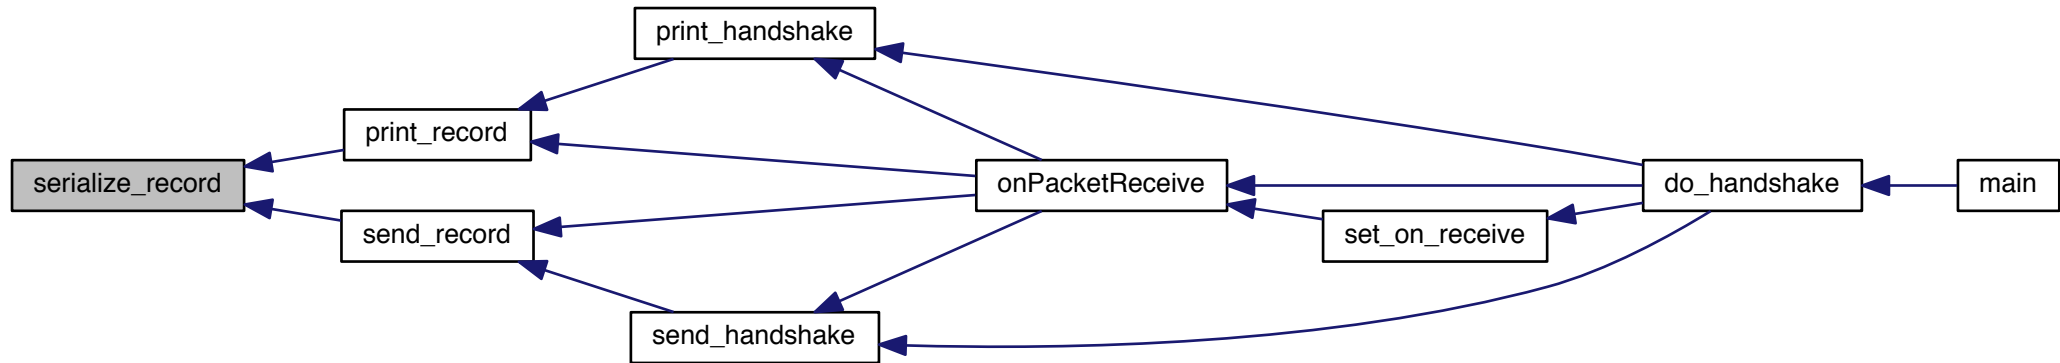 print_handshake
print_record
serialize_record
onPacketReceive
do_handshake
main
send_record
set_on_receive
send_handshake